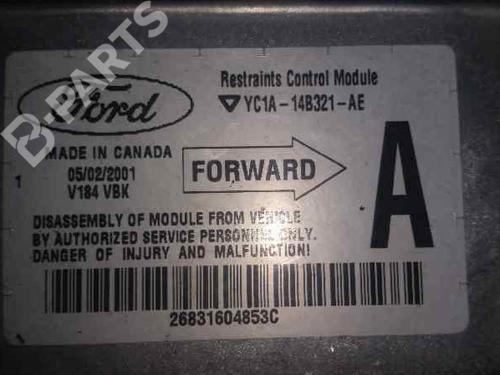 B-PARTS
Ford
Restraints Control Module
YC1A-14B321-AE
MADE IN CANADA
05/02/2001
V184 VBK
1
FORWARD
A
DISASSEMBLY OF MODULE FROM VEHICLE
BY AUTHORIZED SERVICE PERSONNEL ONLY.
DANGER OF INJURY AND MALFUNCTION!
26831604853C